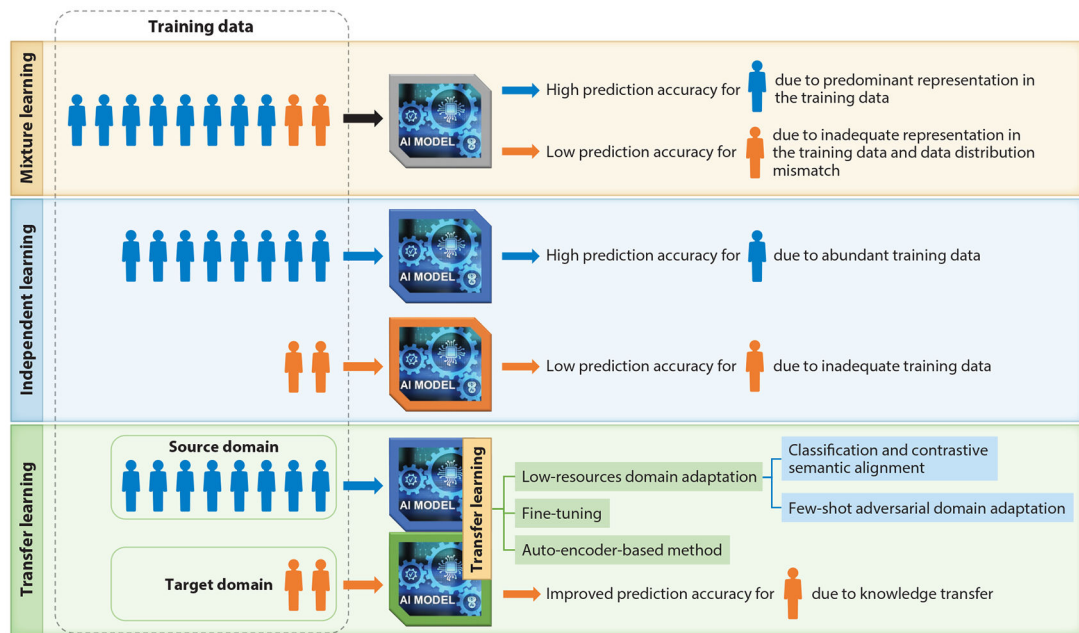 Training data
Mixture learning
AI MODEL
High prediction accuracy for
due to predominant representation in
the training data
Low prediction accuracy for
due to inadequate representation in
the training data and data distribution
mismatch
Independent learning
AI MODEL
High prediction accuracy for
due to abundant training data
AI MODEL
Low prediction accuracy for
due to inadequate training data
Transfer learning
Source domain
AI MODEL
Transfer learning
Low-resources domain adaptation
Classification and contrastive
semantic alignment
Few-shot adversarial domain adaptation
Fine-tuning
Auto-encoder-based method
Target domain
AI MODEL
Improved prediction accuracy for
due to knowledge transfer